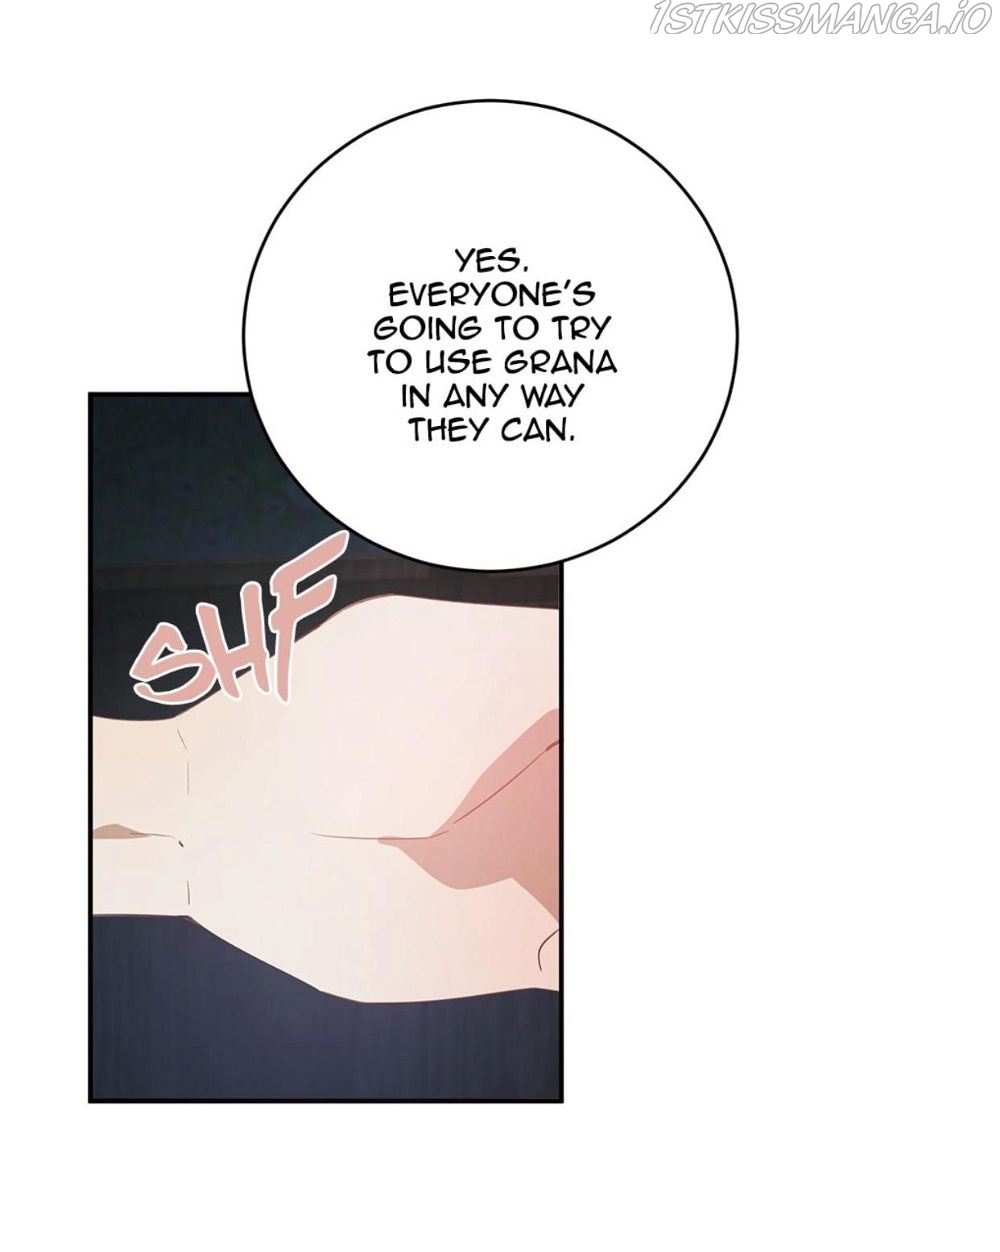 1STKISSMANGA.iO
YES.
EVERYONE'S
GOING TO TRY
TO USE GRANA
IN ANY WAY
THEY CAN.
SHF